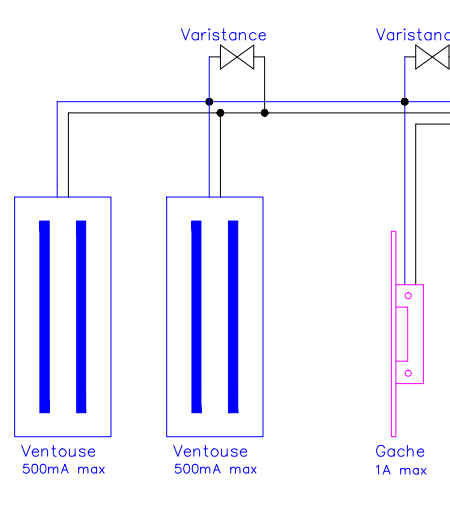 Varistance
Varistanc
Ventouse
500mA max
Ventouse
500mA max
Gache
1A max